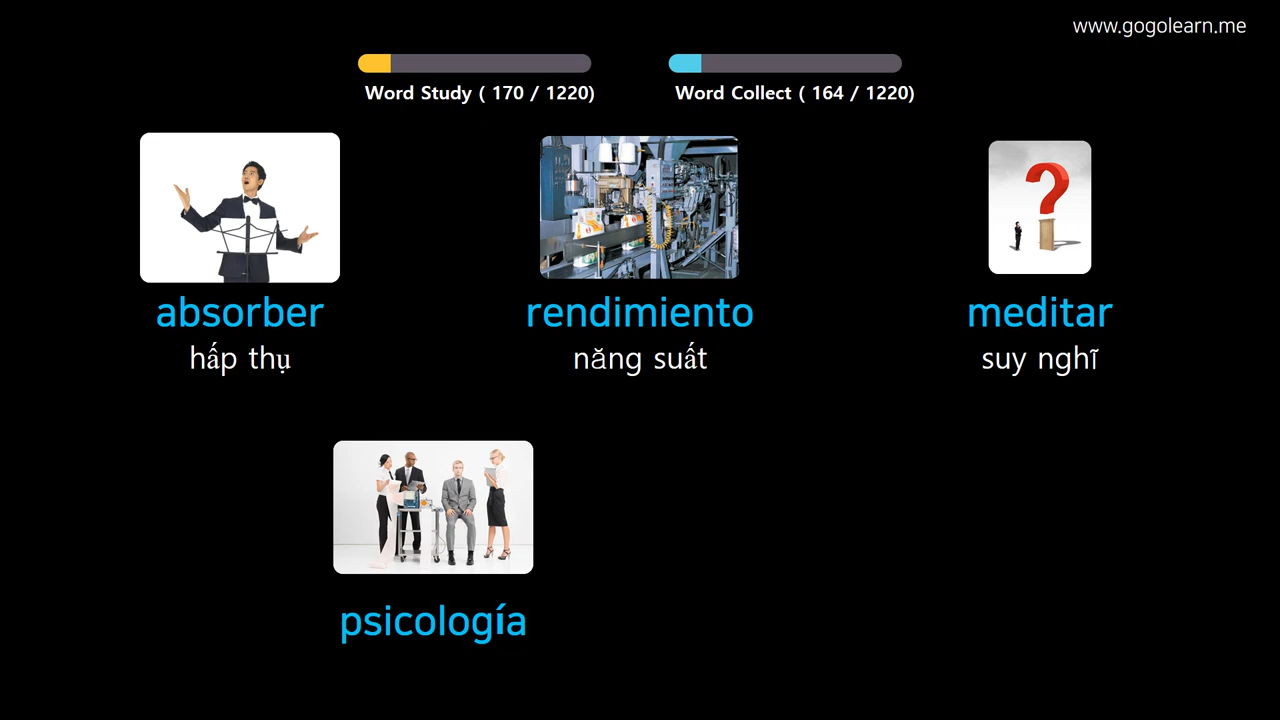 www.gogolearn.me
Word Study ( 170 / 1220)
Word Collect ( 164 / 1220)
absorber
rendimiento
meditar
hấp thụ
năng suất
suy nghĩ
psicología